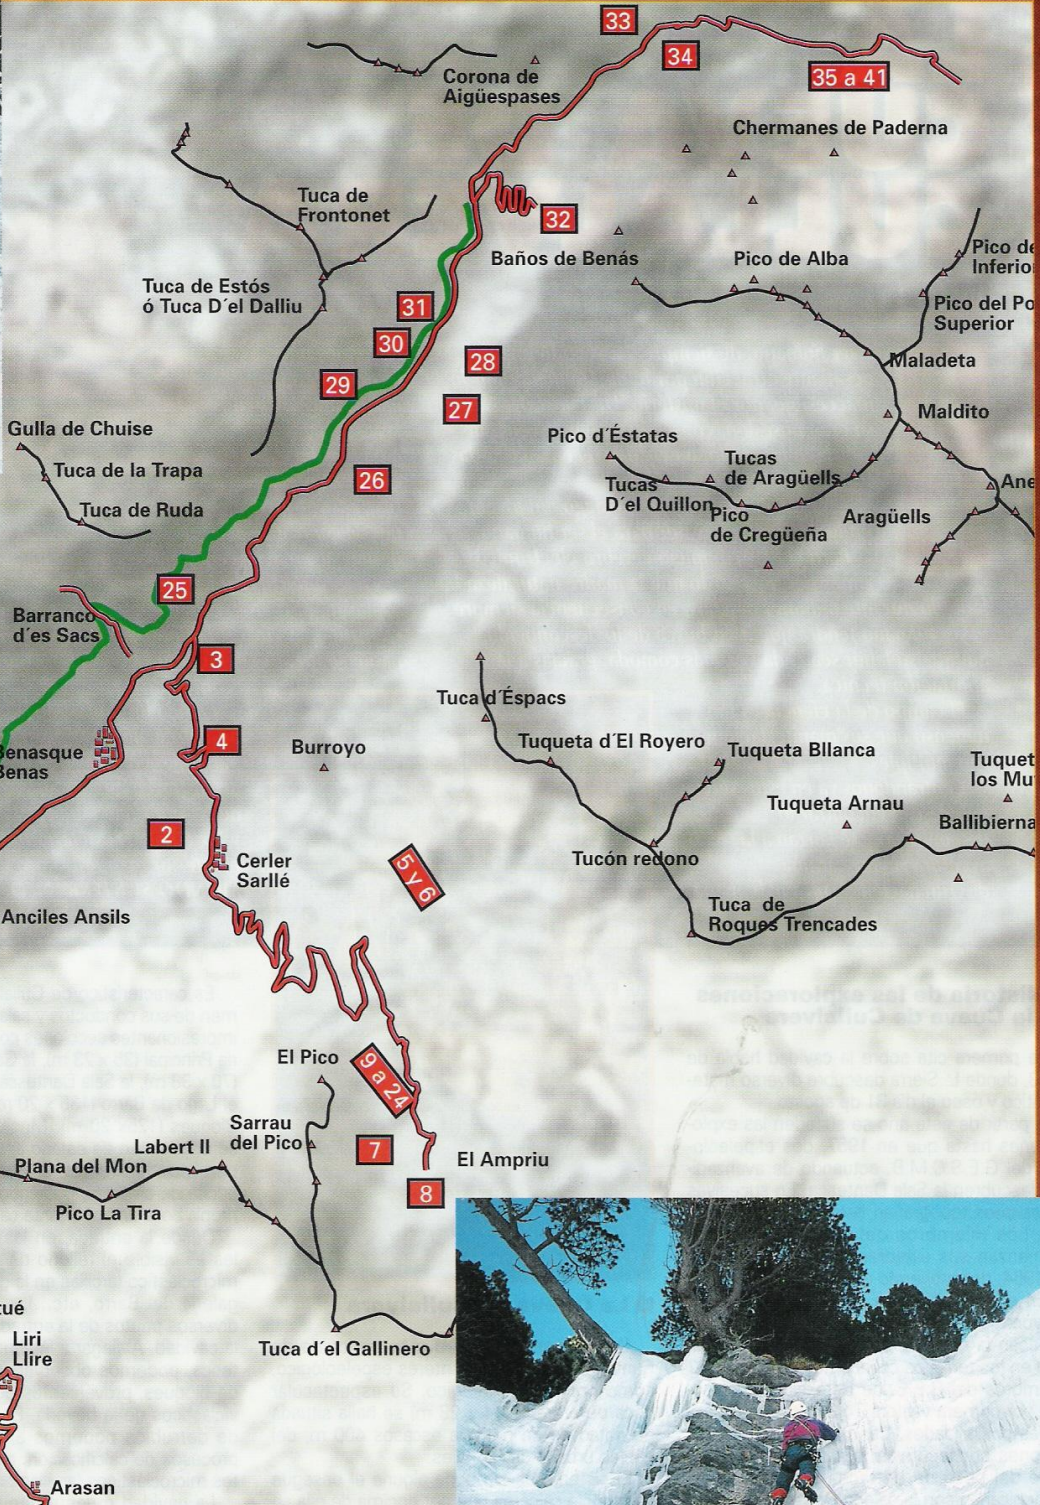 33
34
35 a 41
Corona de
Aigüespases
Chermanes de Paderna
Tuca de
Frontonet
32
Baños de Benás
Pico de Alba
Pico de
Inferio
Tuca de Estós
ó Tuca D´el Dalliu
31
Pico del Po
Superior
30
28
Maladeta
29
27
Maldito
Gulla de Chuise
Pico d´Éstatas
Tuca de la Trapa
26
Tucas
de Aragüells
Tucas
D´el Quillon
Ane
Tuca de Ruda
Pico
de Cregüeña
Aragüells
25
Barranco
d´es Sacs
3
Tuca d´Éspacs
4
Benasque
Benas
Burroyo
Tuqueta d´El Royero
Tuqueta Bllanca
Tuquet
los Mu
Tuqueta Arnau
2
Ballibierna
Cerler
Sarllé
5 y 6
Tucón redono
Anciles Ansils
Tuca de
Roques Trencades
El Pico
9 a 24
Sarrau
del Pico
Labert II
7
El Ampriu
Plana del Mon
8
Pico La Tira
tué
Liri
Llire
Tuca d´el Gallinero
Arasan